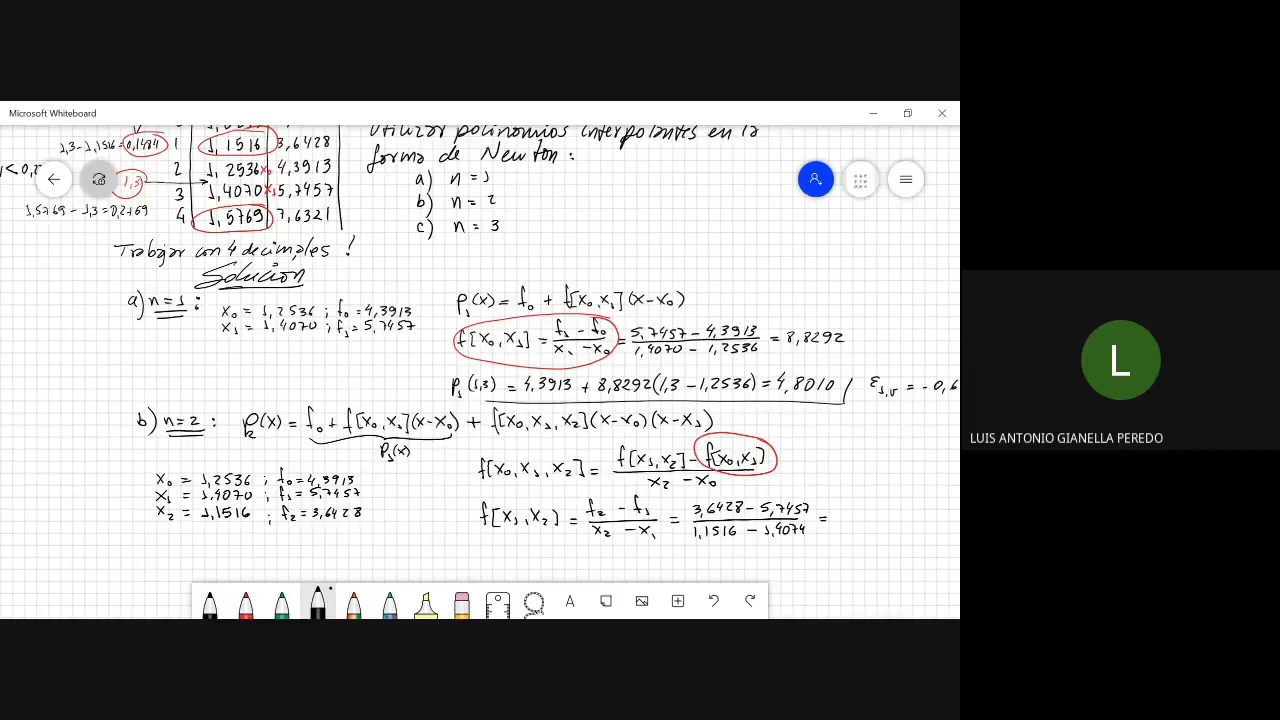 Microsoft Whiteboard
Utilizar polinomios interpolantes en la
forma de Newton:
a) n = 1
b) n = 2
c) n = 3
1,3-1,1516=0,1484 1 1,1516 3,6428
2 1,2536 x₀ 4,3913
1,3 3 1,4070 x₁ 5,7457
1,5769-1,3=0,2769 4 1,5769 7,6321
Trabajar con 4 decimales!
Solucion
a) n=1:
x₀ = 1,2536 ; f₀=4,3913
x₁ = 1,4070 ; f₁=5,7457
P₁(x) = f₀ + f[x₀,x₁](x-x₀)
f[x₀,x₁] = f₁-f₀ / x₁-x₀ = 5,7457-4,3913 / 1,4070-1,2536 = 8,8292
P₁(1,3) = 4,3913 + 8,8292(1,3-1,2536) = 4,8010 / ε₁,ᵥ = -0,6
b) n=2: P₂(x) = f₀ + f[x₀,x₁](x-x₀) + f[x₀,x₁,x₂](x-x₀)(x-x₁)
P₁(x)
x₀ = 1,2536 ; f₀=4,3913
x₁ = 1,4070 ; f₁=5,7457
x₂ = 1,1516 ; f₂=3,6428
f[x₀,x₁,x₂] = f[x₁,x₂]-f[x₀,x₁] / x₂-x₀
f[x₁,x₂] = f₂-f₁ / x₂-x₁ = 3,6428-5,7457 / 1,1516-1,4074 =
L
LUIS ANTONIO GIANELLA PEREDO